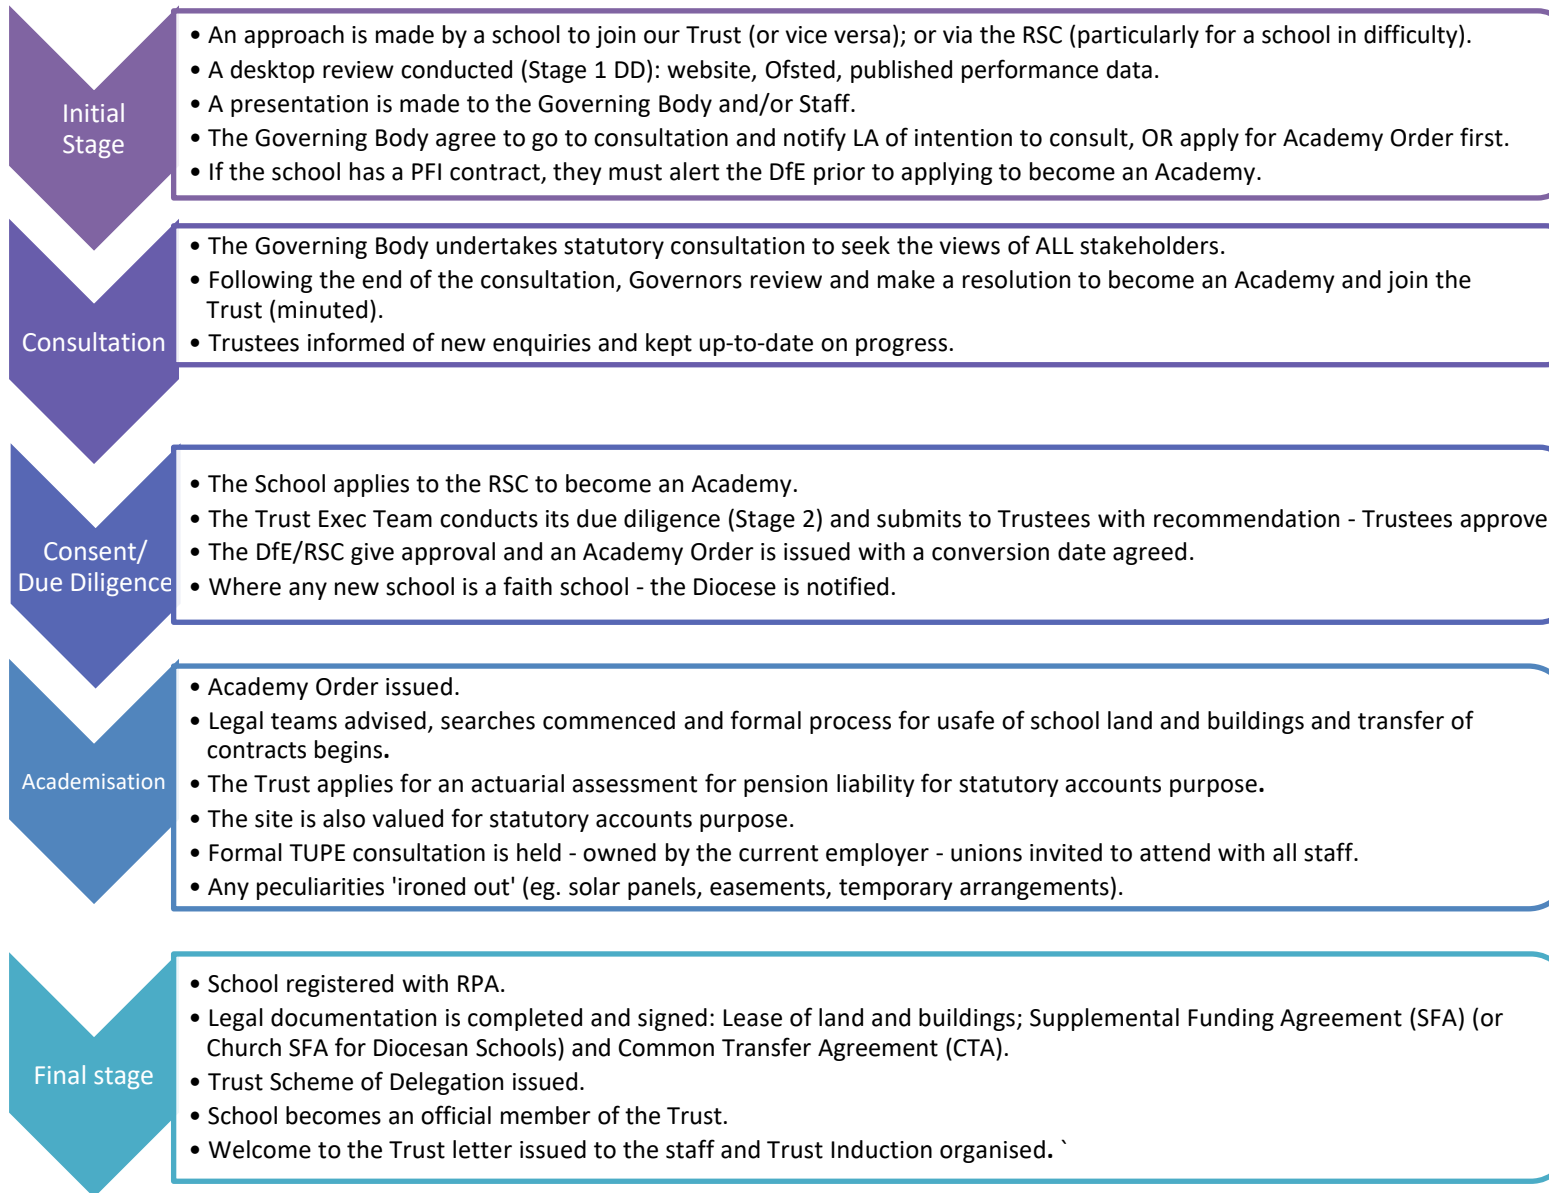 Initial
Stage
• An approach is made by a school to join our Trust (or vice versa); or via the RSC (particularly for a school in difficulty).
• A desktop review conducted (Stage 1 DD): website, Ofsted, published performance data.
• A presentation is made to the Governing Body and/or Staff.
• The Governing Body agree to go to consultation and notify LA of intention to consult, OR apply for Academy Order first.
• If the school has a PFI contract, they must alert the DfE prior to applying to become an Academy.
Consultation
• The Governing Body undertakes statutory consultation to seek the views of ALL stakeholders.
• Following the end of the consultation, Governors review and make a resolution to become an Academy and join the
Trust (minuted).
• Trustees informed of new enquiries and kept up-to-date on progress.
Consent/
Due Diligence
• The School applies to the RSC to become an Academy.
• The Trust Exec Team conducts its due diligence (Stage 2) and submits to Trustees with recommendation - Trustees approve
• The DfE/RSC give approval and an Academy Order is issued with a conversion date agreed.
• Where any new school is a faith school - the Diocese is notified.
Academisation
• Academy Order issued.
• Legal teams advised, searches commenced and formal process for usafe of school land and buildings and transfer of
contracts begins.
• The Trust applies for an actuarial assessment for pension liability for statutory accounts purpose.
• The site is also valued for statutory accounts purpose.
• Formal TUPE consultation is held - owned by the current employer - unions invited to attend with all staff.
• Any peculiarities 'ironed out' (eg. solar panels, easements, temporary arrangements).
Final stage
• School registered with RPA.
• Legal documentation is completed and signed: Lease of land and buildings; Supplemental Funding Agreement (SFA) (or
Church SFA for Diocesan Schools) and Common Transfer Agreement (CTA).
• Trust Scheme of Delegation issued.
• School becomes an official member of the Trust.
• Welcome to the Trust letter issued to the staff and Trust Induction organised. `